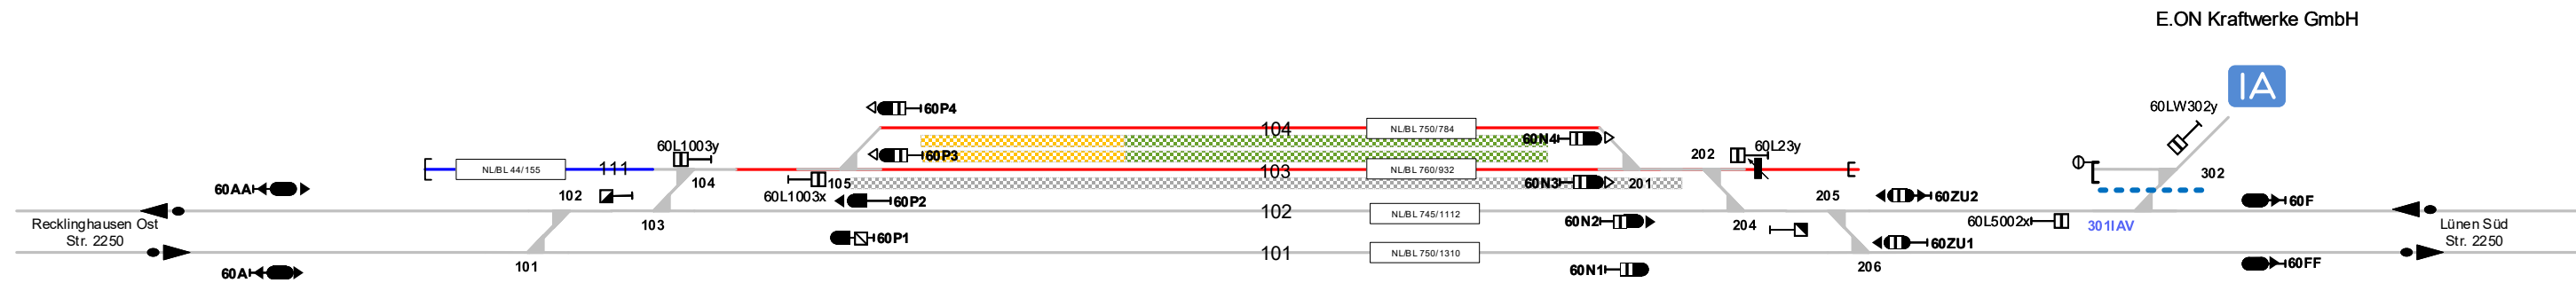 E.ON Kraftwerke GmbH
IA
60LW302y
60P4
104
NL/BL 750/784
60N4
60L1003y
60P3
202
60L23y
NL/BL 44/155
111
104
105
103
NL/BL 760/932
60N3
201
302
60AA
102
60L1003x
60P2
205
60ZU2
60F
Recklinghausen Ost
Str. 2250
103
102
NL/BL 745/1112
60N2
204
60L5002x
301IAV
Lünen Süd
Str. 2250
60P1
60ZU1
101
101
NL/BL 750/1310
206
60A
60N1
60FF